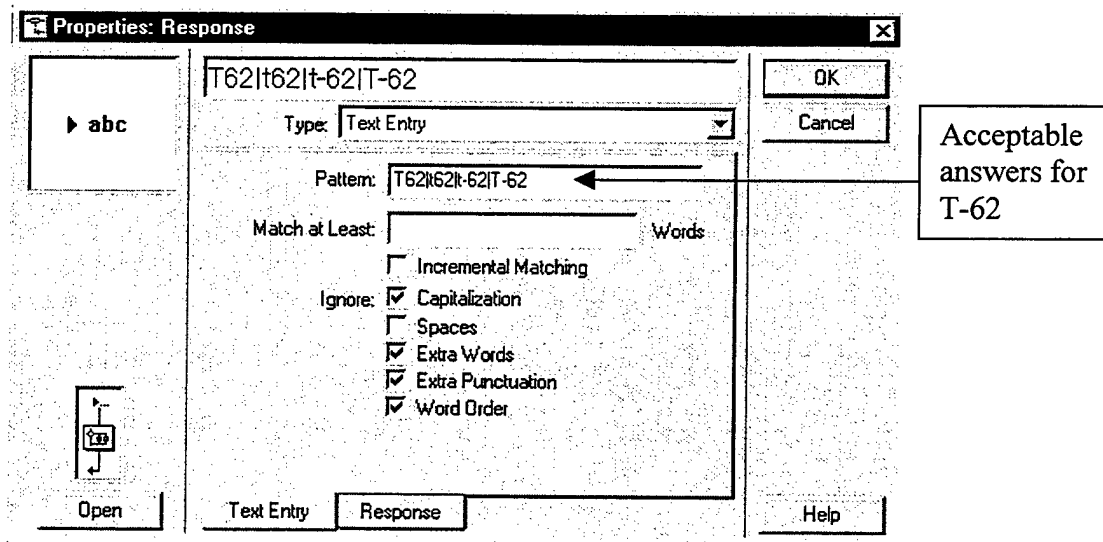 Properties: Response
T62|t62|t-62|T-62
OK
abc
Type: Text Entry
Cancel
Pattern: T62|t62|t-62|T-62
Acceptable
answers for
T-62
Match at Least: Words
Incremental Matching
Ignore: Capitalization
Spaces
Extra Words
Extra Punctuation
Word Order
Open
Text Entry
Response
Help